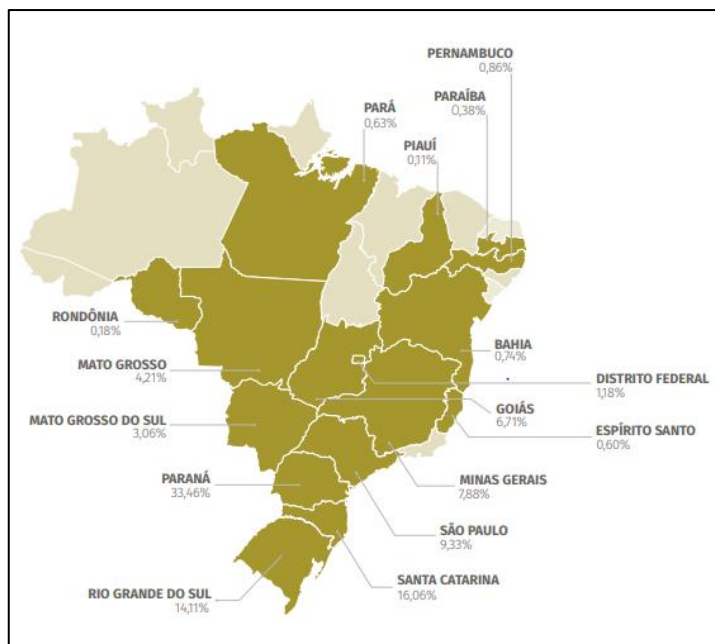 PERNAMBUCO
0,86%
PARÁ
0,63%
PARAÍBA
0,38%
PIAUÍ
0,11%
RONDÔNIA
0,18%
BAHIA
0,74%
MATO GROSSO
4,21%
DISTRITO FEDERAL
1,18%
GOIÁS
6,71%
MATO GROSSO DO SUL
3,06%
ESPÍRITO SANTO
0,60%
PARANÁ
33,46%
MINAS GERAIS
7,88%
SÃO PAULO
9,33%
SANTA CATARINA
16,06%
RIO GRANDE DO SUL
14,11%